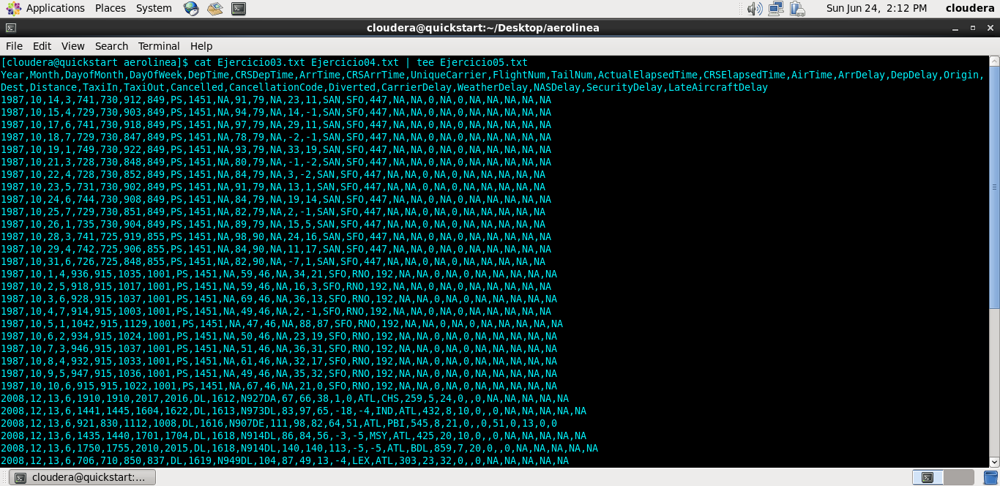 Applications Places System Sun Jun 24, 2:12 PM cloudera
cloudera@quickstart:~/Desktop/aerolinea
File Edit View Search Terminal Help
[cloudera@quickstart aerolinea]$ cat Ejercicio03.txt Ejercicio04.txt | tee Ejercicio05.txt
Year,Month,DayofMonth,DayOfWeek,DepTime,CRSDepTime,ArrTime,CRSArrTime,UniqueCarrier,FlightNum,TailNum,ActualElapsedTime,CRSElapsedTime,AirTime,ArrDelay,DepDelay,Origin,
Dest,Distance,TaxiIn,TaxiOut,Cancelled,CancellationCode,Diverted,CarrierDelay,WeatherDelay,NASDelay,SecurityDelay,LateAircraftDelay
1987,10,14,3,741,730,912,849,PS,1451,NA,91,79,NA,23,11,SAN,SFO,447,NA,NA,0,NA,0,NA,NA,NA,NA,NA
1987,10,15,4,729,730,903,849,PS,1451,NA,94,79,NA,14,-1,SAN,SFO,447,NA,NA,0,NA,0,NA,NA,NA,NA,NA
1987,10,17,6,741,730,918,849,PS,1451,NA,97,79,NA,29,11,SAN,SFO,447,NA,NA,0,NA,0,NA,NA,NA,NA,NA
1987,10,18,7,729,730,847,849,PS,1451,NA,78,79,NA,-2,-1,SAN,SFO,447,NA,NA,0,NA,0,NA,NA,NA,NA,NA
1987,10,19,1,749,730,922,849,PS,1451,NA,93,79,NA,33,19,SAN,SFO,447,NA,NA,0,NA,0,NA,NA,NA,NA,NA
1987,10,21,3,728,730,848,849,PS,1451,NA,80,79,NA,-1,-2,SAN,SFO,447,NA,NA,0,NA,0,NA,NA,NA,NA,NA
1987,10,22,4,728,730,852,849,PS,1451,NA,84,79,NA,3,-2,SAN,SFO,447,NA,NA,0,NA,0,NA,NA,NA,NA,NA
1987,10,23,5,731,730,902,849,PS,1451,NA,91,79,NA,13,1,SAN,SFO,447,NA,NA,0,NA,0,NA,NA,NA,NA,NA
1987,10,24,6,744,730,908,849,PS,1451,NA,84,79,NA,19,14,SAN,SFO,447,NA,NA,0,NA,0,NA,NA,NA,NA,NA
1987,10,25,7,729,730,851,849,PS,1451,NA,82,79,NA,2,-1,SAN,SFO,447,NA,NA,0,NA,0,NA,NA,NA,NA,NA
1987,10,26,1,735,730,904,849,PS,1451,NA,89,79,NA,15,5,SAN,SFO,447,NA,NA,0,NA,0,NA,NA,NA,NA,NA
1987,10,28,3,741,725,919,855,PS,1451,NA,98,90,NA,24,16,SAN,SFO,447,NA,NA,0,NA,0,NA,NA,NA,NA,NA
1987,10,29,4,742,725,906,855,PS,1451,NA,84,90,NA,11,17,SAN,SFO,447,NA,NA,0,NA,0,NA,NA,NA,NA,NA
1987,10,31,6,726,725,848,855,PS,1451,NA,82,90,NA,-7,1,SAN,SFO,447,NA,NA,0,NA,0,NA,NA,NA,NA,NA
1987,10,1,4,936,915,1035,1001,PS,1451,NA,59,46,NA,34,21,SFO,RNO,192,NA,NA,0,NA,0,NA,NA,NA,NA,NA
1987,10,2,5,918,915,1017,1001,PS,1451,NA,59,46,NA,16,3,SFO,RNO,192,NA,NA,0,NA,0,NA,NA,NA,NA,NA
1987,10,3,6,928,915,1037,1001,PS,1451,NA,69,46,NA,36,13,SFO,RNO,192,NA,NA,0,NA,0,NA,NA,NA,NA,NA
1987,10,4,7,914,915,1003,1001,PS,1451,NA,49,46,NA,2,-1,SFO,RNO,192,NA,NA,0,NA,0,NA,NA,NA,NA,NA
1987,10,5,1,1042,915,1129,1001,PS,1451,NA,47,46,NA,88,87,SFO,RNO,192,NA,NA,0,NA,0,NA,NA,NA,NA,NA
1987,10,6,2,934,915,1024,1001,PS,1451,NA,50,46,NA,23,19,SFO,RNO,192,NA,NA,0,NA,0,NA,NA,NA,NA,NA
1987,10,7,3,946,915,1037,1001,PS,1451,NA,51,46,NA,36,31,SFO,RNO,192,NA,NA,0,NA,0,NA,NA,NA,NA,NA
1987,10,8,4,932,915,1033,1001,PS,1451,NA,61,46,NA,32,17,SFO,RNO,192,NA,NA,0,NA,0,NA,NA,NA,NA,NA
1987,10,9,5,947,915,1036,1001,PS,1451,NA,49,46,NA,35,32,SFO,RNO,192,NA,NA,0,NA,0,NA,NA,NA,NA,NA
1987,10,10,6,915,915,1022,1001,PS,1451,NA,67,46,NA,21,0,SFO,RNO,192,NA,NA,0,NA,0,NA,NA,NA,NA,NA
2008,12,13,6,1910,1910,2017,2016,DL,1612,N927DA,67,66,38,1,0,ATL,CHS,259,5,24,0,,0,NA,NA,NA,NA,NA
2008,12,13,6,1441,1445,1604,1622,DL,1613,N973DL,83,97,65,-18,-4,IND,ATL,432,8,10,0,,0,NA,NA,NA,NA,NA
2008,12,13,6,921,830,1112,1008,DL,1616,N907DE,111,98,82,64,51,ATL,PBI,545,8,21,0,,0,51,0,13,0,0
2008,12,13,6,1435,1440,1701,1704,DL,1618,N914DL,86,84,56,-3,-5,MSY,ATL,425,20,10,0,,0,NA,NA,NA,NA,NA
2008,12,13,6,1750,1755,2010,2015,DL,1618,N914DL,140,140,113,-5,-5,ATL,BDL,859,7,20,0,,0,NA,NA,NA,NA,NA
2008,12,13,6,706,710,850,837,DL,1619,N949DL,104,87,49,13,-4,LEX,ATL,303,23,32,0,,0,NA,NA,NA,NA,NA
cloudera@quickstart:...